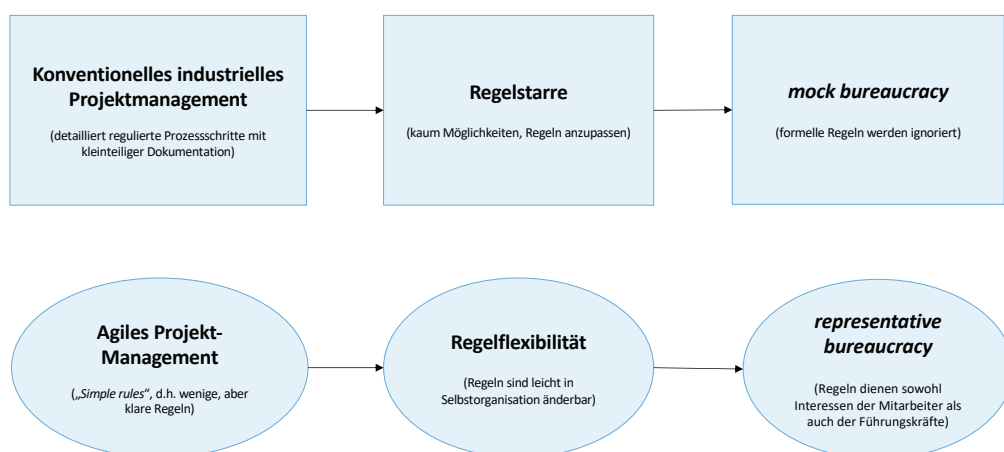 Konventionelles industrielles
Projektmanagement
(detailliert regulierte Prozessschritte mit
kleinteiliger Dokumentation)
Regelstarre
(kaum Möglichkeiten, Regeln anzupassen)
mock bureaucracy
(formelle Regeln werden ignoriert)
Agiles Projekt-
Management
(„Simple rules“, d.h. wenige, aber
klare Regeln)
Regelflexibilität
(Regeln sind leicht in
Selbstorganisation änderbar)
representative
bureaucracy
(Regeln dienen sowohl
Interessen der Mitarbeiter als
auch der Führungskräfte)